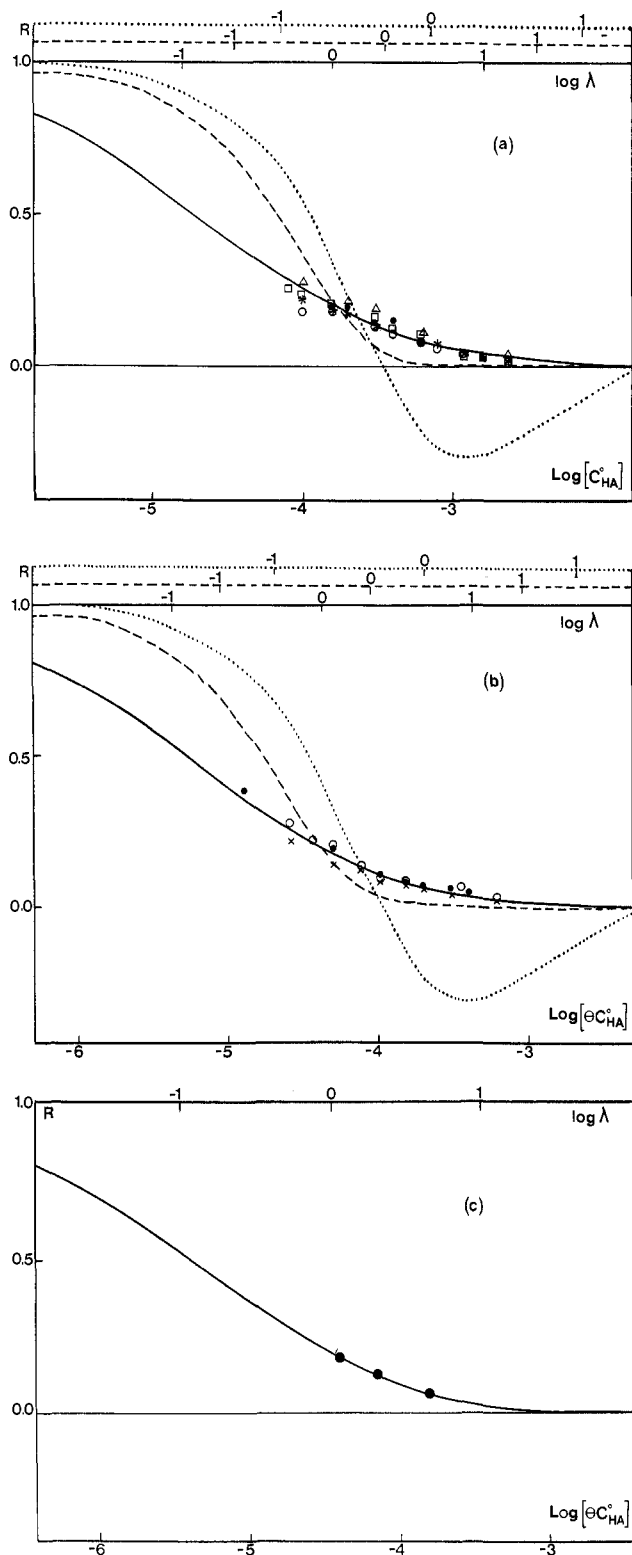 -1 0
R -1 0 1 -
1.0 -1 0 1
log λ
(a)
0.5
0.0
Log[C°HA]
-5 -4 -3
-1 0 1
R -1 0 1 1
1.0 -1 0 1
log λ
(b)
0.5
0.0
Log[ΘC°HA]
-6 -5 -4 -3
1.0 R -1 0 1 log λ
(c)
0.5
0.0
Log[ΘC°HA]
-6 -5 -4 -3